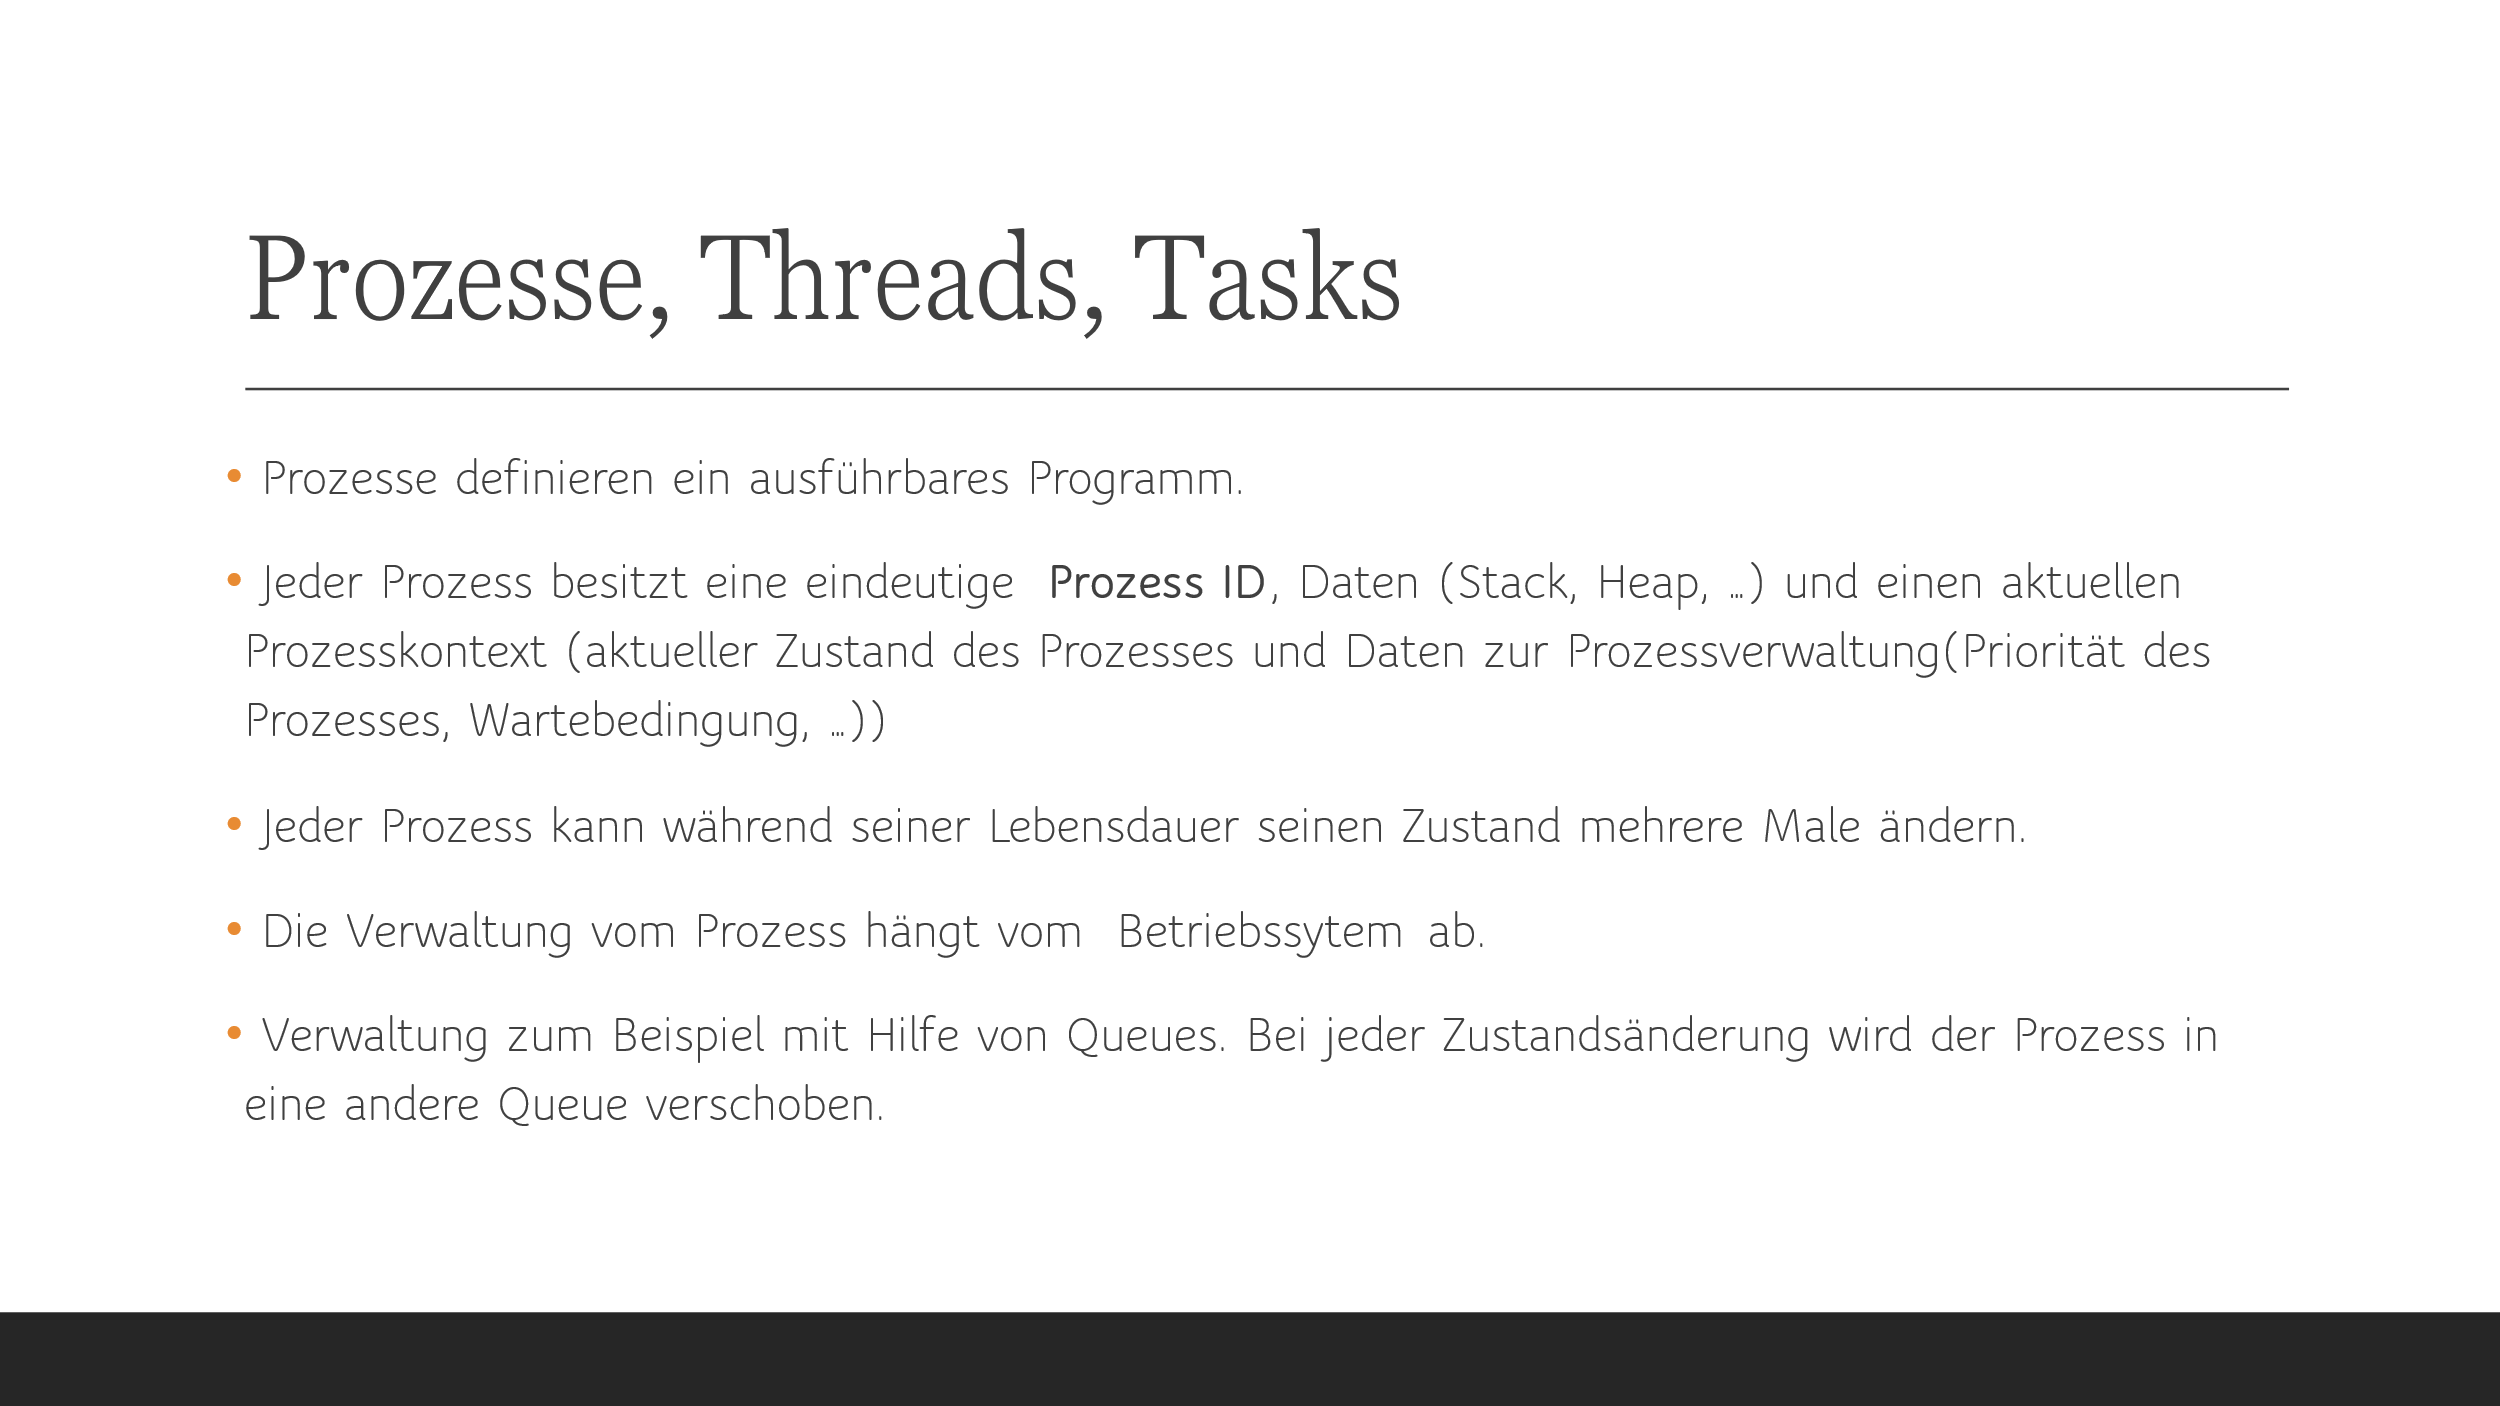 Prozesse, Threads, Tasks
• Prozesse definieren ein ausführbares Programm.
• Jeder Prozess besitzt eine eindeutige Prozess ID, Daten (Stack, Heap, …) und einen aktuellen
Prozesskontext (aktueller Zustand des Prozesses und Daten zur Prozessverwaltung(Priorität des
Prozesses, Wartebedingung, …))
• Jeder Prozess kann während seiner Lebensdauer seinen Zustand mehrere Male ändern.
• Die Verwaltung vom Prozess hängt vom Betriebssytem ab.
• Verwaltung zum Beispiel mit Hilfe von Queues. Bei jeder Zustandsänderung wird der Prozess in
eine andere Queue verschoben.